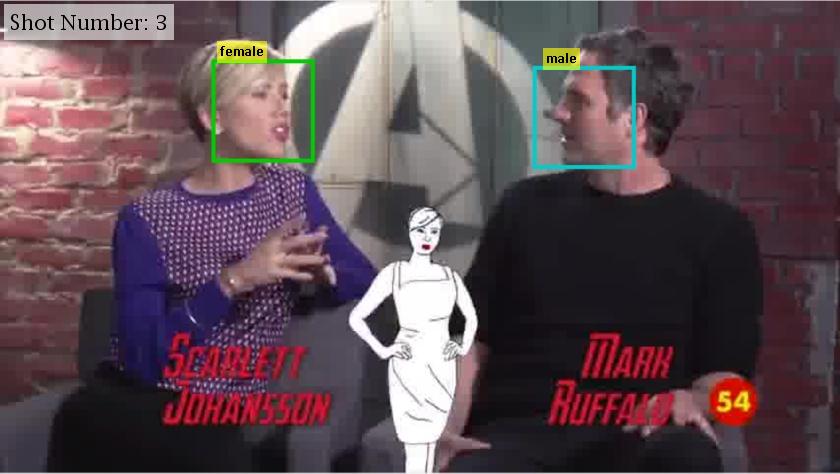 Shot Number: 3
female
male
SCARLETT
JOHANSSON
MARK
RUFFALO
54